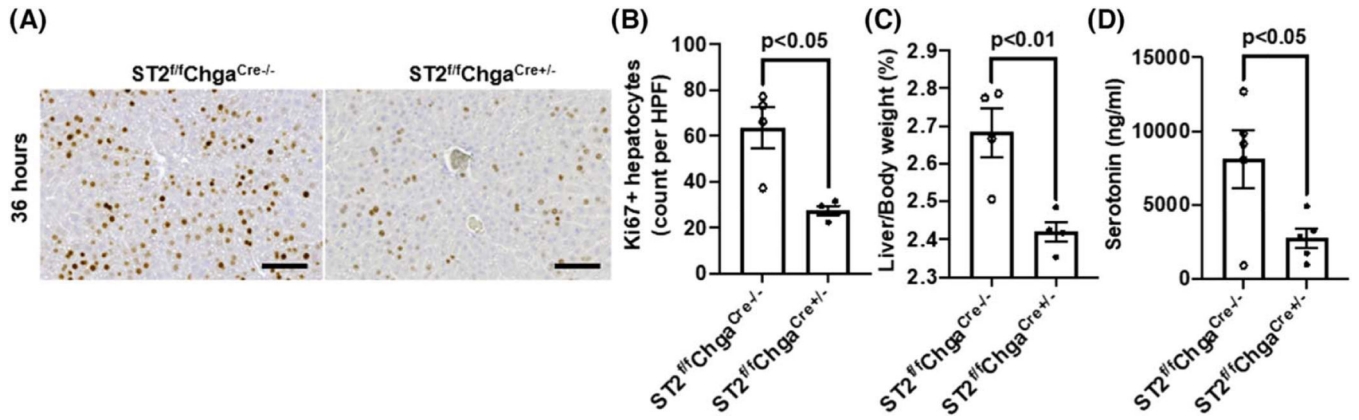 (A)
ST2f/fChgaCre-/-
ST2f/fChgaCre+/-
36 hours
(B)
p<0.05
Ki67+ hepatocytes
(count per HPF)
100
80
60
40
20
0
ST2f/fChgaCre-/-
ST2f/fChgaCre+/-
(C)
p<0.01
Liver/Body weight (%)
2.9
2.8
2.7
2.6
2.5
2.4
2.3
ST2f/fChgaCre-/-
ST2f/fChgaCre+/-
(D)
p<0.05
Serotonin (ng/ml)
15000
10000
5000
0
ST2f/fChgaCre-/-
ST2f/fChgaCre+/-